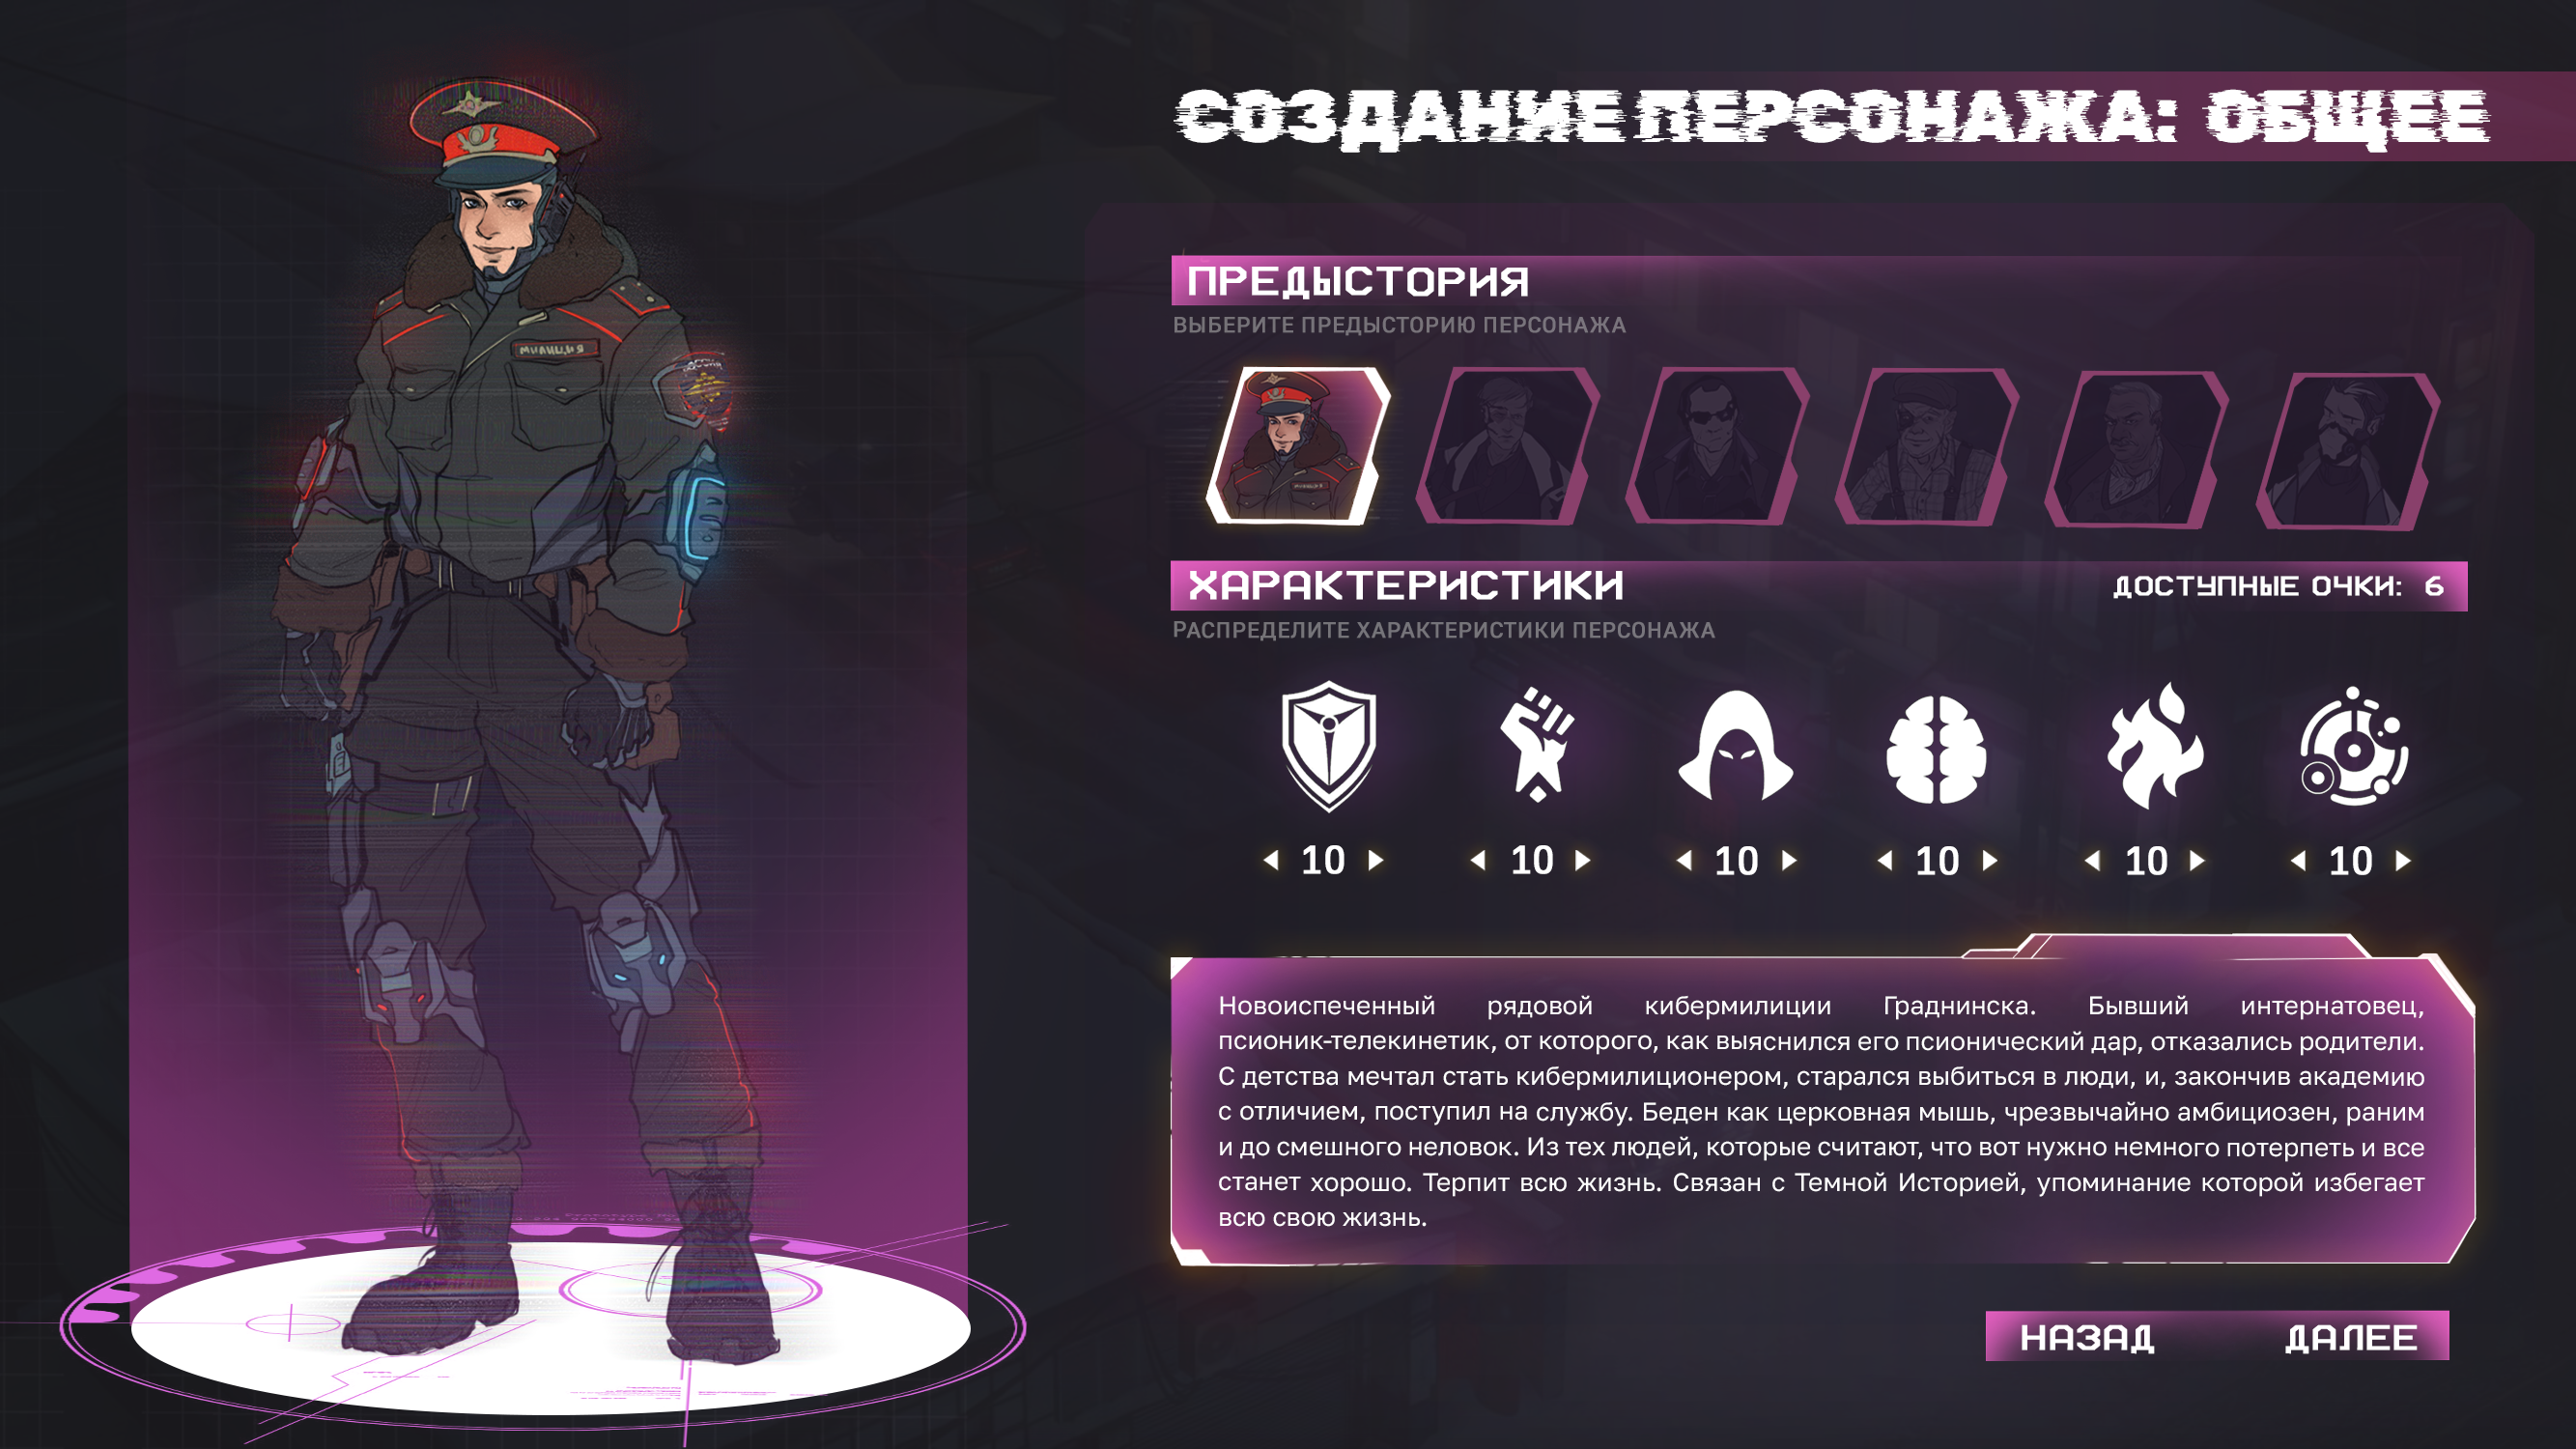 СОЗДАНИЕ ПЕРСОНАЖА: ОБЩЕЕ
ПРЕДЫСТОРИЯ
ВЫБЕРИТЕ ПРЕДЫСТОРИЮ ПЕРСОНАЖА
МИЛИЦИЯ
ХАРАКТЕРИСТИКИ
ДОСТУПНЫЕ ОЧКИ: 6
РАСПРЕДЕЛИТЕ ХАРАКТЕРИСТИКИ ПЕРСОНАЖА
10 10 10 10 10 10
Новоиспеченный рядовой кибермилиции Граднинска. Бывший интернатовец,
псионик-телекинетик, от которого, как выяснился его псионический дар, отказались родители.
С детства мечтал стать кибермилиционером, старался выбиться в люди, и, закончив академию
с отличием, поступил на службу. Беден как церковная мышь, чрезвычайно амбициозен, раним
и до смешного неловок. Из тех людей, которые считают, что вот нужно немного потерпеть и все
станет хорошо. Терпит всю жизнь. Связан с Темной Историей, упоминание которой избегает
всю свою жизнь.
НАЗАД
ДАЛЕЕ